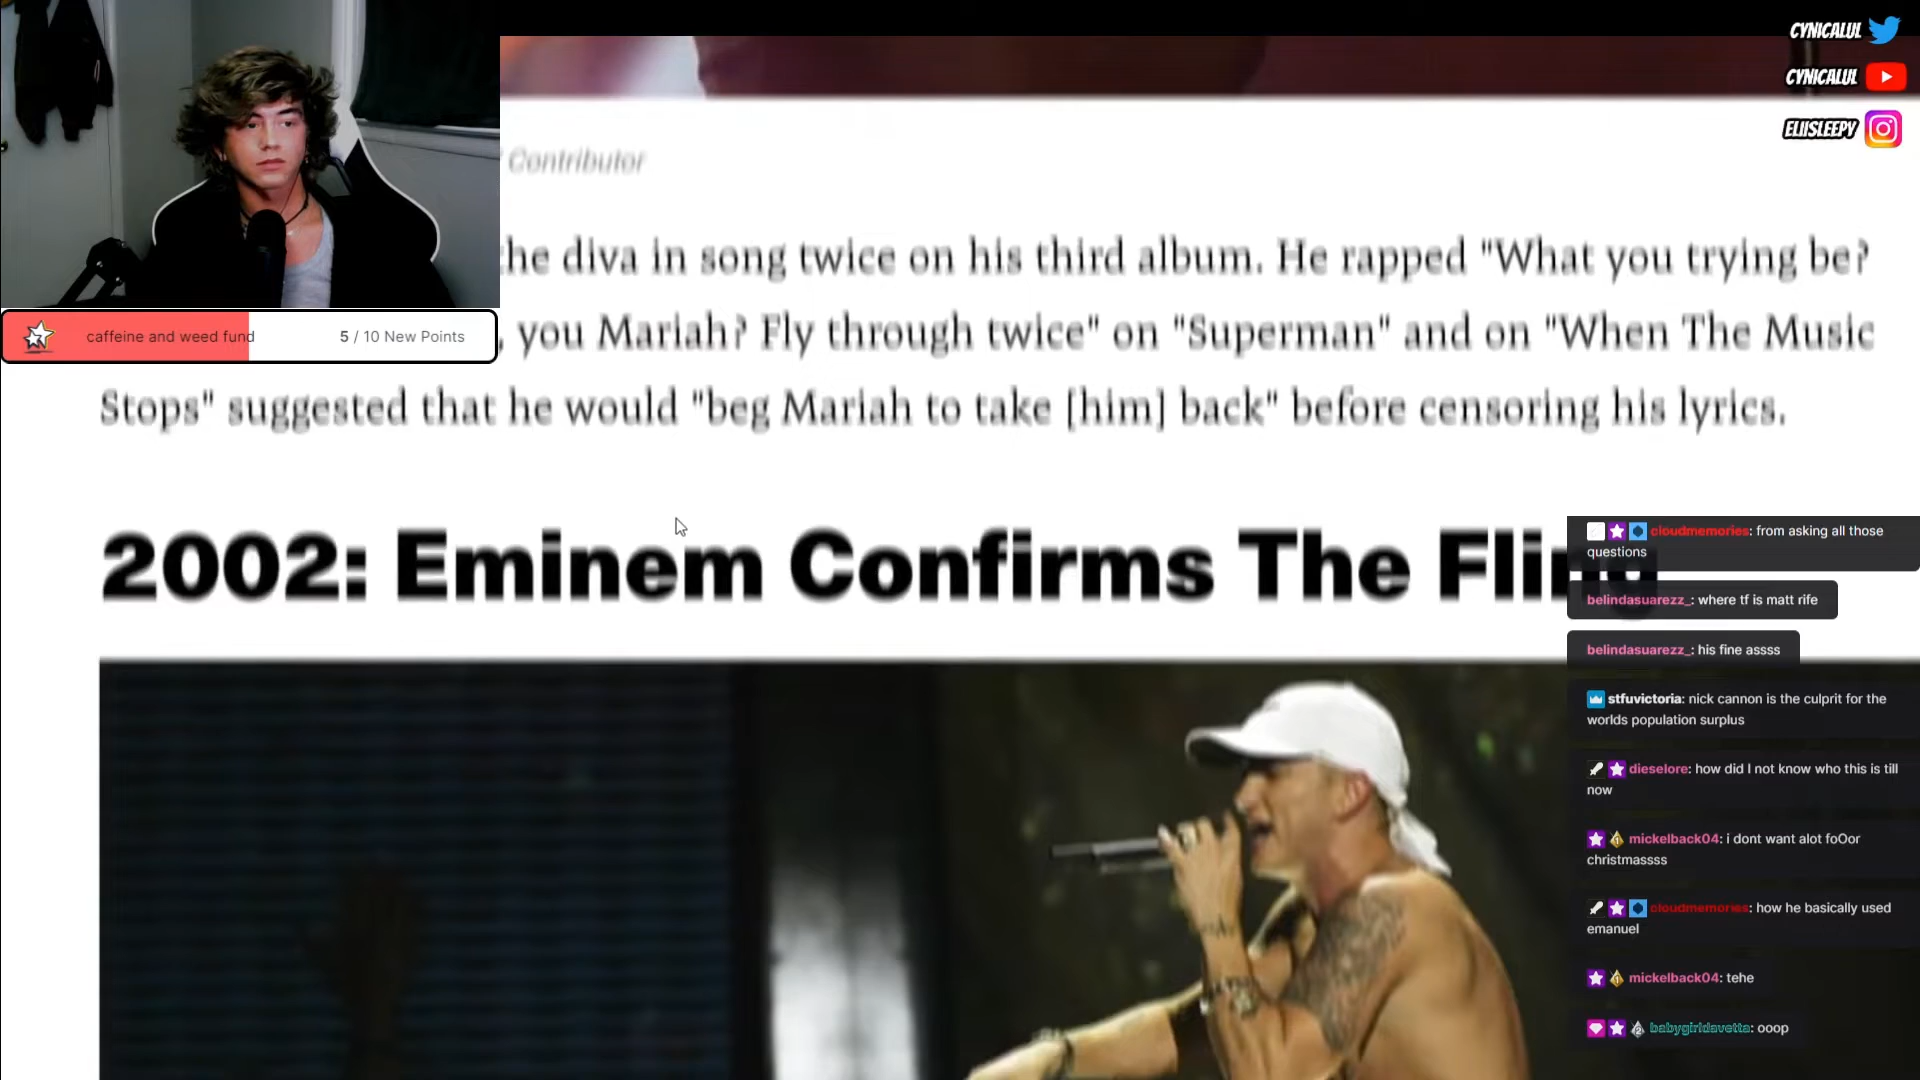 CYNICALUL
CYNICALUL
ELIISLEEPY
Contributor
he diva in song twice on his third album. He rapped "What you trying be?
caffeine and weed fund 5 / 10 New Points
, you Mariah? Fly through twice" on "Superman" and on "When The Music
Stops" suggested that he would "beg Mariah to take [him] back" before censoring his lyrics.
2002: Eminem Confirms The Fling
cloudmemories: from asking all those
questions
belindasuarezz_: where tf is matt rife
belindasuarezz_: his fine assss
stfuvictoria: nick cannon is the culprit for the
worlds population surplus
dieselore: how did I not know who this is till
now
mickelback04: i dont want alot foOor
christmassss
cloudmemories: how he basically used
emanuel
mickelback04: tehe
babygirldavetta: ooop